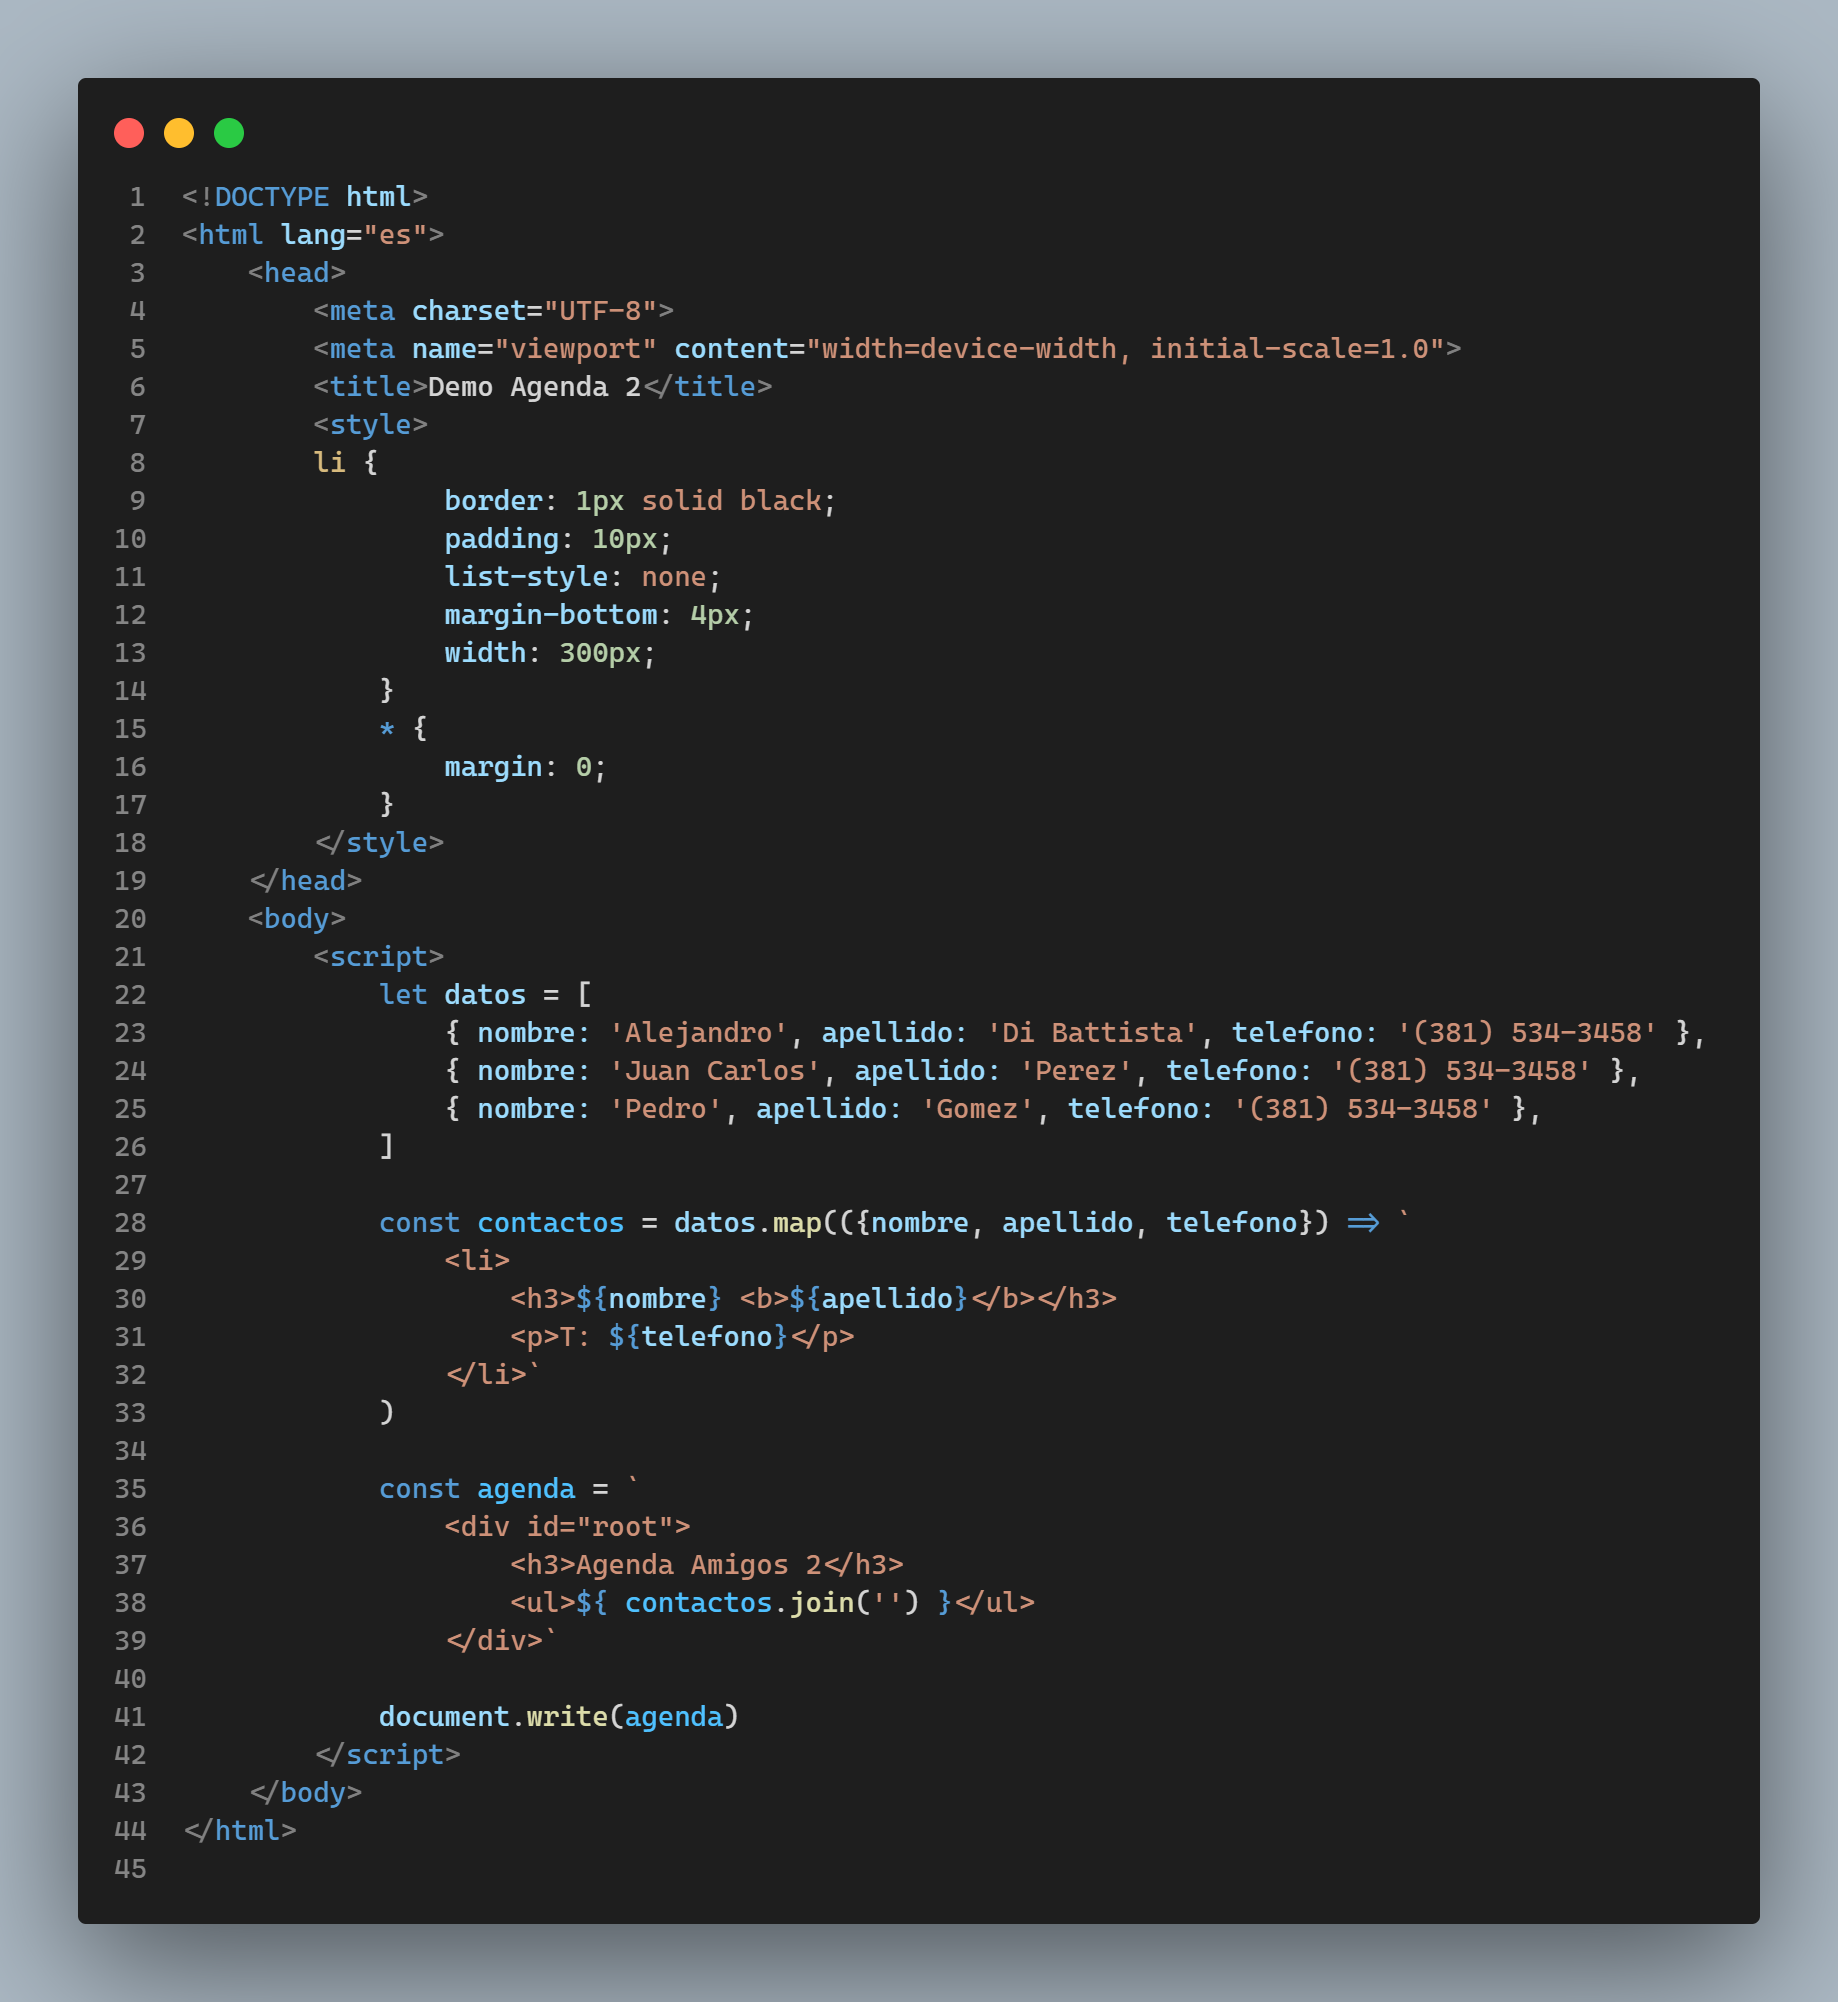 1 <!DOCTYPE html>
2 <html lang="es">
3     <head>
4         <meta charset="UTF-8">
5         <meta name="viewport" content="width=device-width, initial-scale=1.0">
6         <title>Demo Agenda 2</title>
7         <style>
8         li {
9                 border: 1px solid black;
10                 padding: 10px;
11                 list-style: none;
12                 margin-bottom: 4px;
13                 width: 300px;
14             }
15             * {
16                 margin: 0;
17             }
18         </style>
19     </head>
20     <body>
21         <script>
22             let datos = [
23                 { nombre: 'Alejandro', apellido: 'Di Battista', telefono: '(381) 534-3458' },
24                 { nombre: 'Juan Carlos', apellido: 'Perez', telefono: '(381) 534-3458' },
25                 { nombre: 'Pedro', apellido: 'Gomez', telefono: '(381) 534-3458' },
26             ]
27
28             const contactos = datos.map(({nombre, apellido, telefono}) => `
29                 <li>
30                     <h3>${nombre} <b>${apellido}</b></h3>
31                     <p>T: ${telefono}</p>
32                 </li>`
33             )
34
35             const agenda = `
36                 <div id="root">
37                     <h3>Agenda Amigos 2</h3>
38                     <ul>${ contactos.join('') }</ul>
39                 </div>`
40
41             document.write(agenda)
42         </script>
43     </body>
44 </html>
45